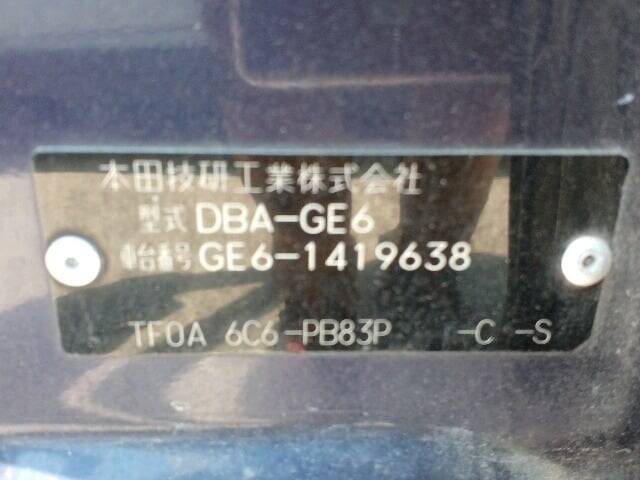 本田技研工業株式会社
型式 DBA-GE6
車台番号 GE6-1419638
TF0A 6C6-PB83P -C -S